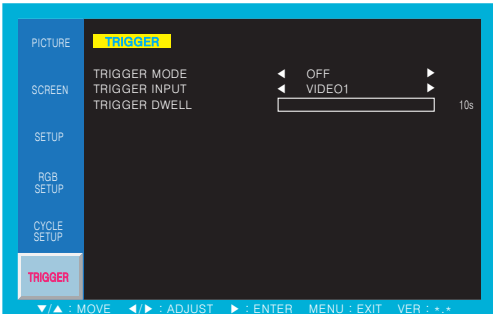 PICTURE
SCREEN
SETUP
RGB
SETUP
CYCLE
SETUP
TRIGGER
TRIGGER
TRIGGER MODE ◀ OFF ▶
TRIGGER INPUT ◀ VIDEO1 ▶
TRIGGER DWELL 10s
▼/▲ : MOVE ◀/▶ : ADJUST ▶ : ENTER MENU : EXIT VER : *.*